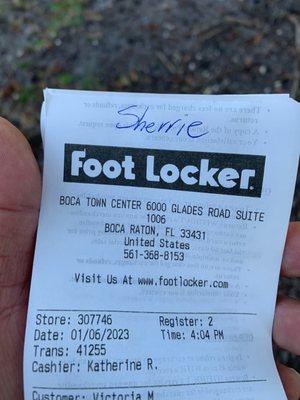 Sherrie
Foot Locker
BOCA TOWN CENTER 6000 GLADES ROAD SUITE
1006
BOCA RATON, FL 33431
United States
561-368-8153
Visit Us At www.footlocker.com
Store: 307746 Register: 2
Date: 01/06/2023 Time: 4:04 PM
Trans: 41255
Cashier: Katherine R.
Customer: Victoria M